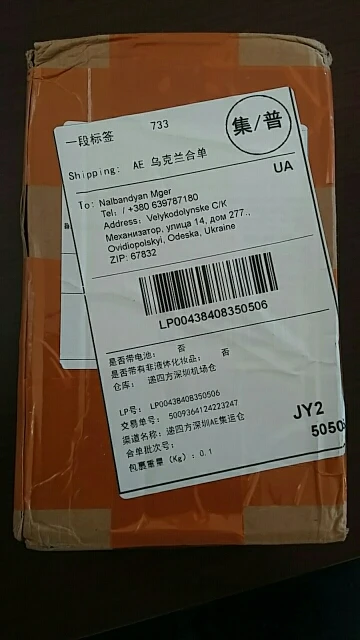 一段标签 733 集/普
Shipping: AE 乌克兰合单 UA
To: Nalbandyan Mger
Tel: / +380 639787180
Address: Velykodolynske C/K
Механизатор, улица 14, дом 277.,
Ovidiopolskyi, Odeska, Ukraine
ZIP: 67832
LP00438408350506
是否带电池: 否
是否带有非液体化妆品: 否
仓库: 递四方深圳机场仓
LP号: LP00438408350506
交易单号: 5009364124223247
渠道名称: 递四方深圳AE集运仓 JY2
合单批次号: 5050
包裹重量 (Kg) : 0.1